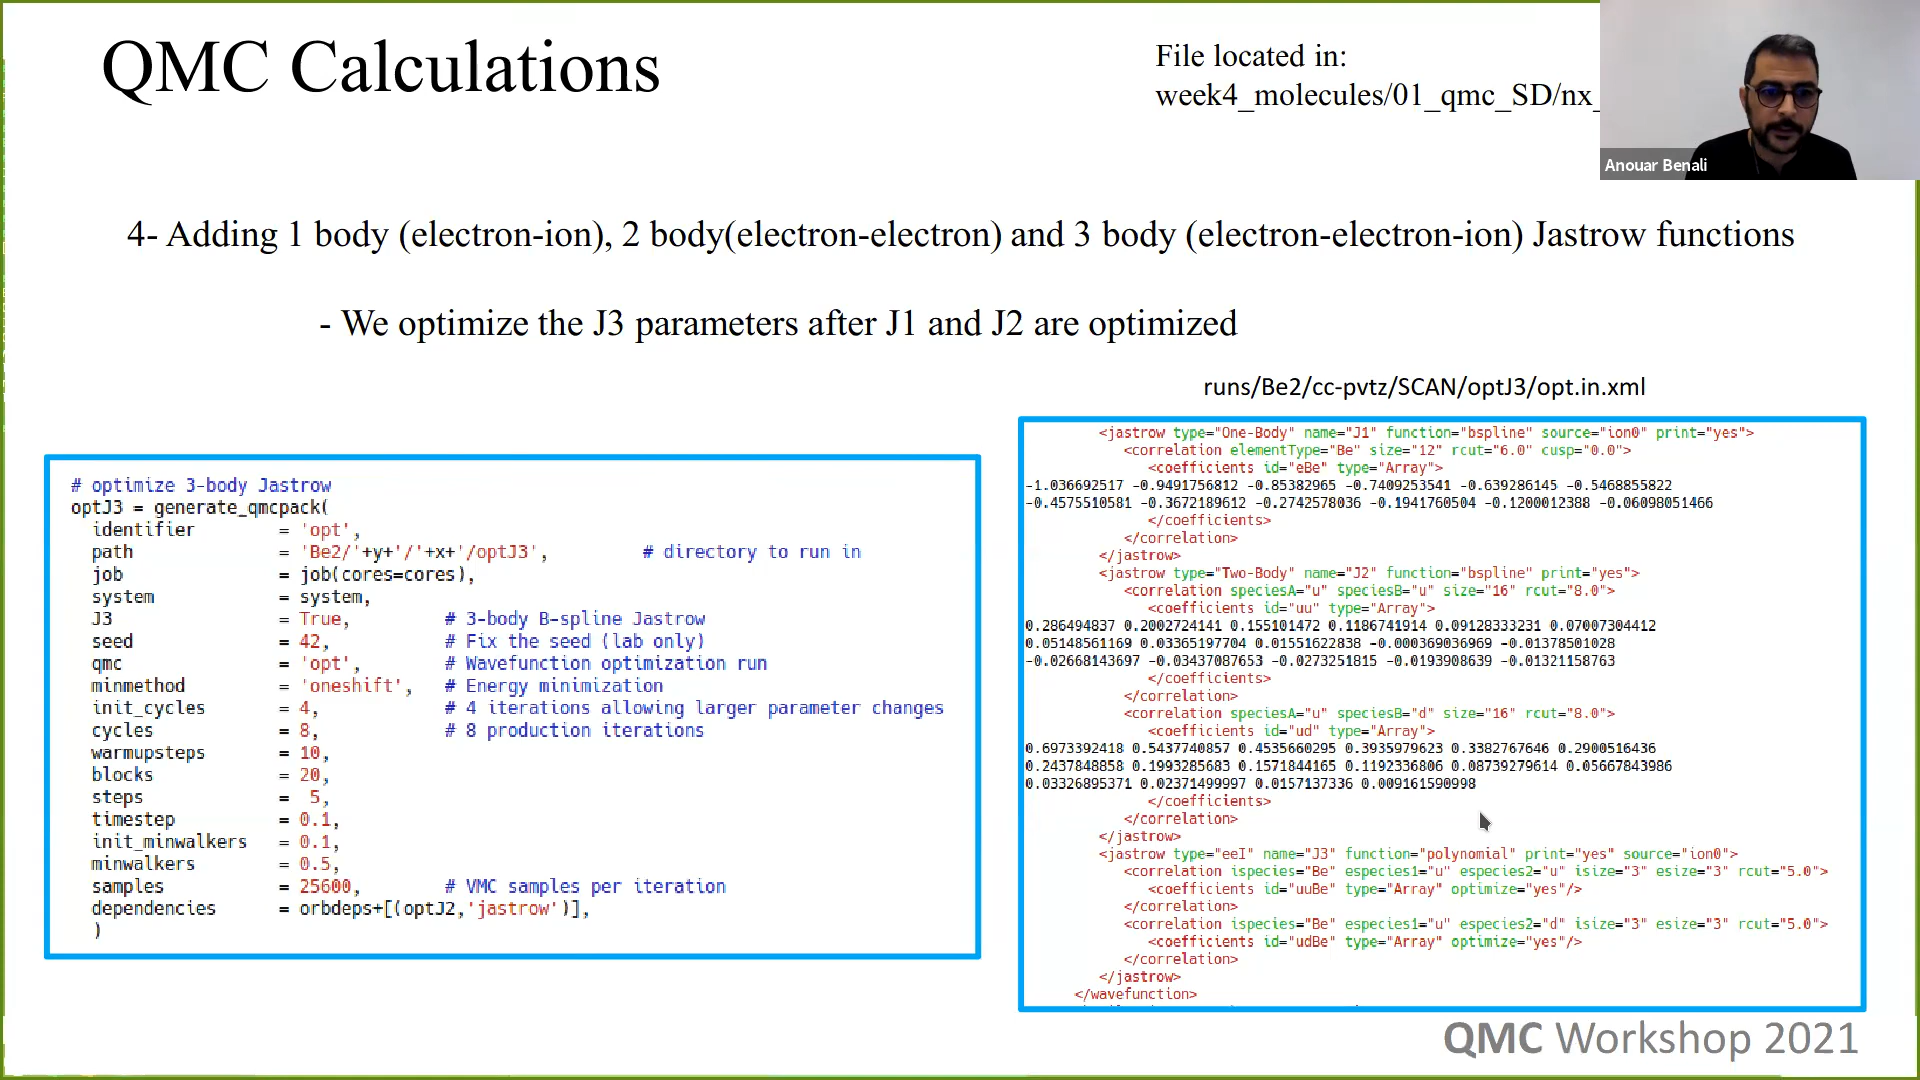 QMC Calculations
File located in:
week4_molecules/01_qmc_SD/nx_
Anouar Benali
4- Adding 1 body (electron-ion), 2 body(electron-electron) and 3 body (electron-electron-ion) Jastrow functions
- We optimize the J3 parameters after J1 and J2 are optimized
# optimize 3-body Jastrow
optJ3 = generate_qmcpack(
identifier = 'opt',
path = 'Be2/'+y+'/'+x+'/optJ3', # directory to run in
job = job(cores=cores),
system = system,
J3 = True, # 3-body B-spline Jastrow
seed = 42, # Fix the seed (lab only)
qmc = 'opt', # Wavefunction optimization run
minmethod = 'oneshift', # Energy minimization
init_cycles = 4, # 4 iterations allowing larger parameter changes
cycles = 8, # 8 production iterations
warmupsteps = 10,
blocks = 20,
steps = 5,
timestep = 0.1,
init_minwalkers = 0.1,
minwalkers = 0.5,
samples = 25600, # VMC samples per iteration
dependencies = orbdeps+[(optJ2,'jastrow')],
)
runs/Be2/cc-pvtz/SCAN/optJ3/opt.in.xml
<jastrow type="One-Body" name="J1" function="bspline" source="ion0" print="yes">
<correlation elementType="Be" size="12" rcut="6.0" cusp="0.0">
<coefficients id="eBe" type="Array">
-1.036692517 -0.9491756812 -0.85382965 -0.7409253541 -0.639286145 -0.5468855822
-0.4575510581 -0.3672189612 -0.2742578036 -0.1941760504 -0.1200012388 -0.06098051466
</coefficients>
</correlation>
</jastrow>
<jastrow type="Two-Body" name="J2" function="bspline" print="yes">
<correlation speciesA="u" speciesB="u" size="16" rcut="8.0">
<coefficients id="uu" type="Array">
0.286494837 0.2002724141 0.155101472 0.1186741914 0.09128333231 0.07007304412
0.05148561169 0.03365197704 0.01551622838 -0.000369036969 -0.01378501028
-0.02668143697 -0.03437087653 -0.0273251815 -0.0193908639 -0.01321158763
</coefficients>
</correlation>
<correlation speciesA="u" speciesB="d" size="16" rcut="8.0">
<coefficients id="ud" type="Array">
0.6973392418 0.5437740857 0.4535660295 0.3935979623 0.3382767646 0.2900516436
0.2437848858 0.1993285683 0.1571844165 0.1192336806 0.08739279614 0.05667843986
0.03326895371 0.02371499997 0.0157137336 0.009161590998
</coefficients>
</correlation>
</jastrow>
<jastrow type="eeI" name="J3" function="polynomial" print="yes" source="ion0">
<correlation ispecies="Be" especies1="u" especies2="u" isize="3" esize="3" rcut="5.0">
<coefficients id="uuBe" type="Array" optimize="yes"/>
</correlation>
<correlation ispecies="Be" especies1="u" especies2="d" isize="3" esize="3" rcut="5.0">
<coefficients id="udBe" type="Array" optimize="yes"/>
</correlation>
</jastrow>
</wavefunction>
QMC Workshop 2021